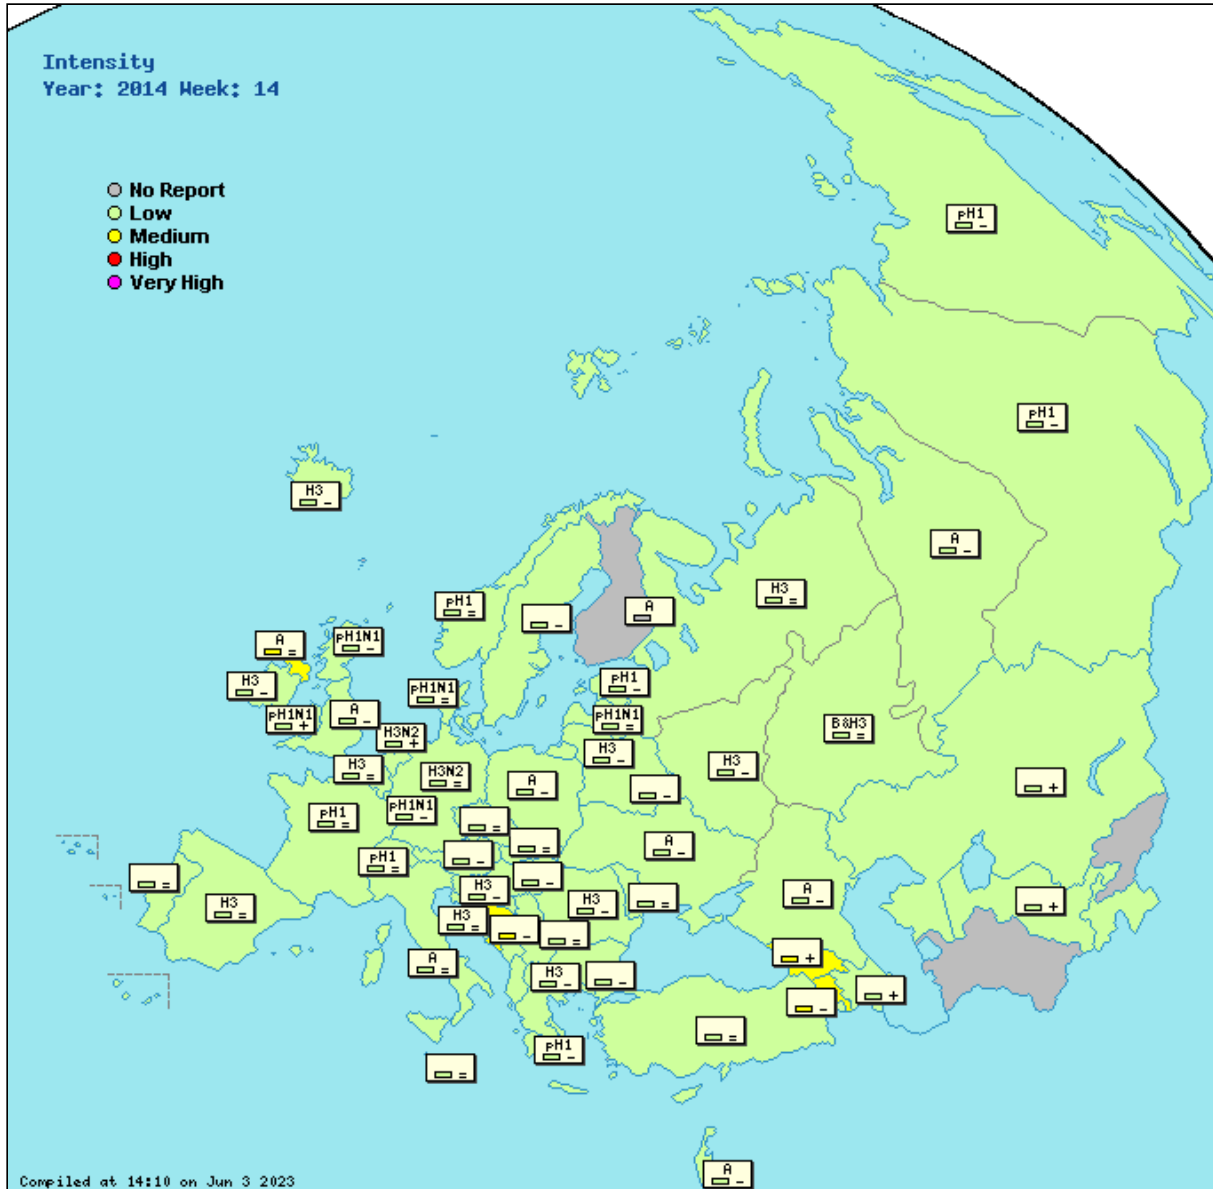 Intensity
Year: 2014 Week: 14
No Report
Low
Medium
High
Very High
pH1
-
pH1
-
H3
-
A
-
H3
=
pH1
=
-
A
A
=
pH1N1
-
H3
-
pH1N1
=
pH1
-
pH1N1
+
A
-
H3N2
+
pH1N1
=
B&H3
=
H3
-
H3
-
H3
=
H3N2
=
A
-
-
+
pH1
=
pH1N1
-
=
=
A
-
pH1
=
-
-
=
H3
=
H3
-
H3
-
=
A
-
+
H3
=
-
=
A
=
+
H3
-
-
-
+
=
pH1
-
=
A
-
Compiled at 14:10 on Jun 3 2023